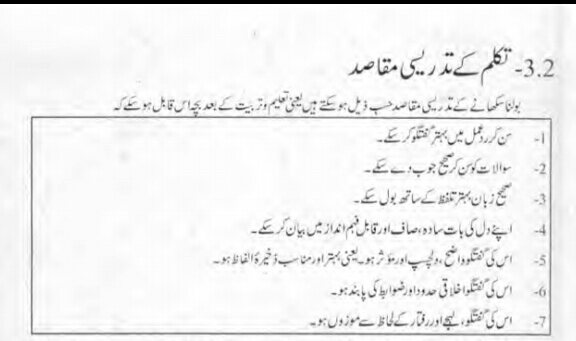 3.2- تکلم کے تدریسی مقاصد
بولنا سکھانے کے تدریسی مقاصد حسب ذیل ہو سکتے ہیں یعنی تعلیم و تربیت کے بعد بچہ اس قابل ہو سکے کہ
1- سن کر ردعمل میں بہتر گفتگو کر سکے۔
2- سوالات کو سن کر صحیح جوب دے سکے۔
3- صحیح زبان بہتر تلفظ کے ساتھ بول سکے۔
4- اپنے دل کی بات سادہ، صاف اور قابل فہم انداز میں بیان کر سکے۔
5- اس کی گفتگو واضح، دلچسپ اور مؤثر ہو۔ یعنی بہتر اور مناسب ذخیرۂ الفاظ ہو۔
6- اس کی گفتگو اخلاقی حدود اور ضوابط کی پابند ہو۔
7- اس کی گفتگو، لہجے اور رفتار کے لحاظ سے موزوں ہو۔